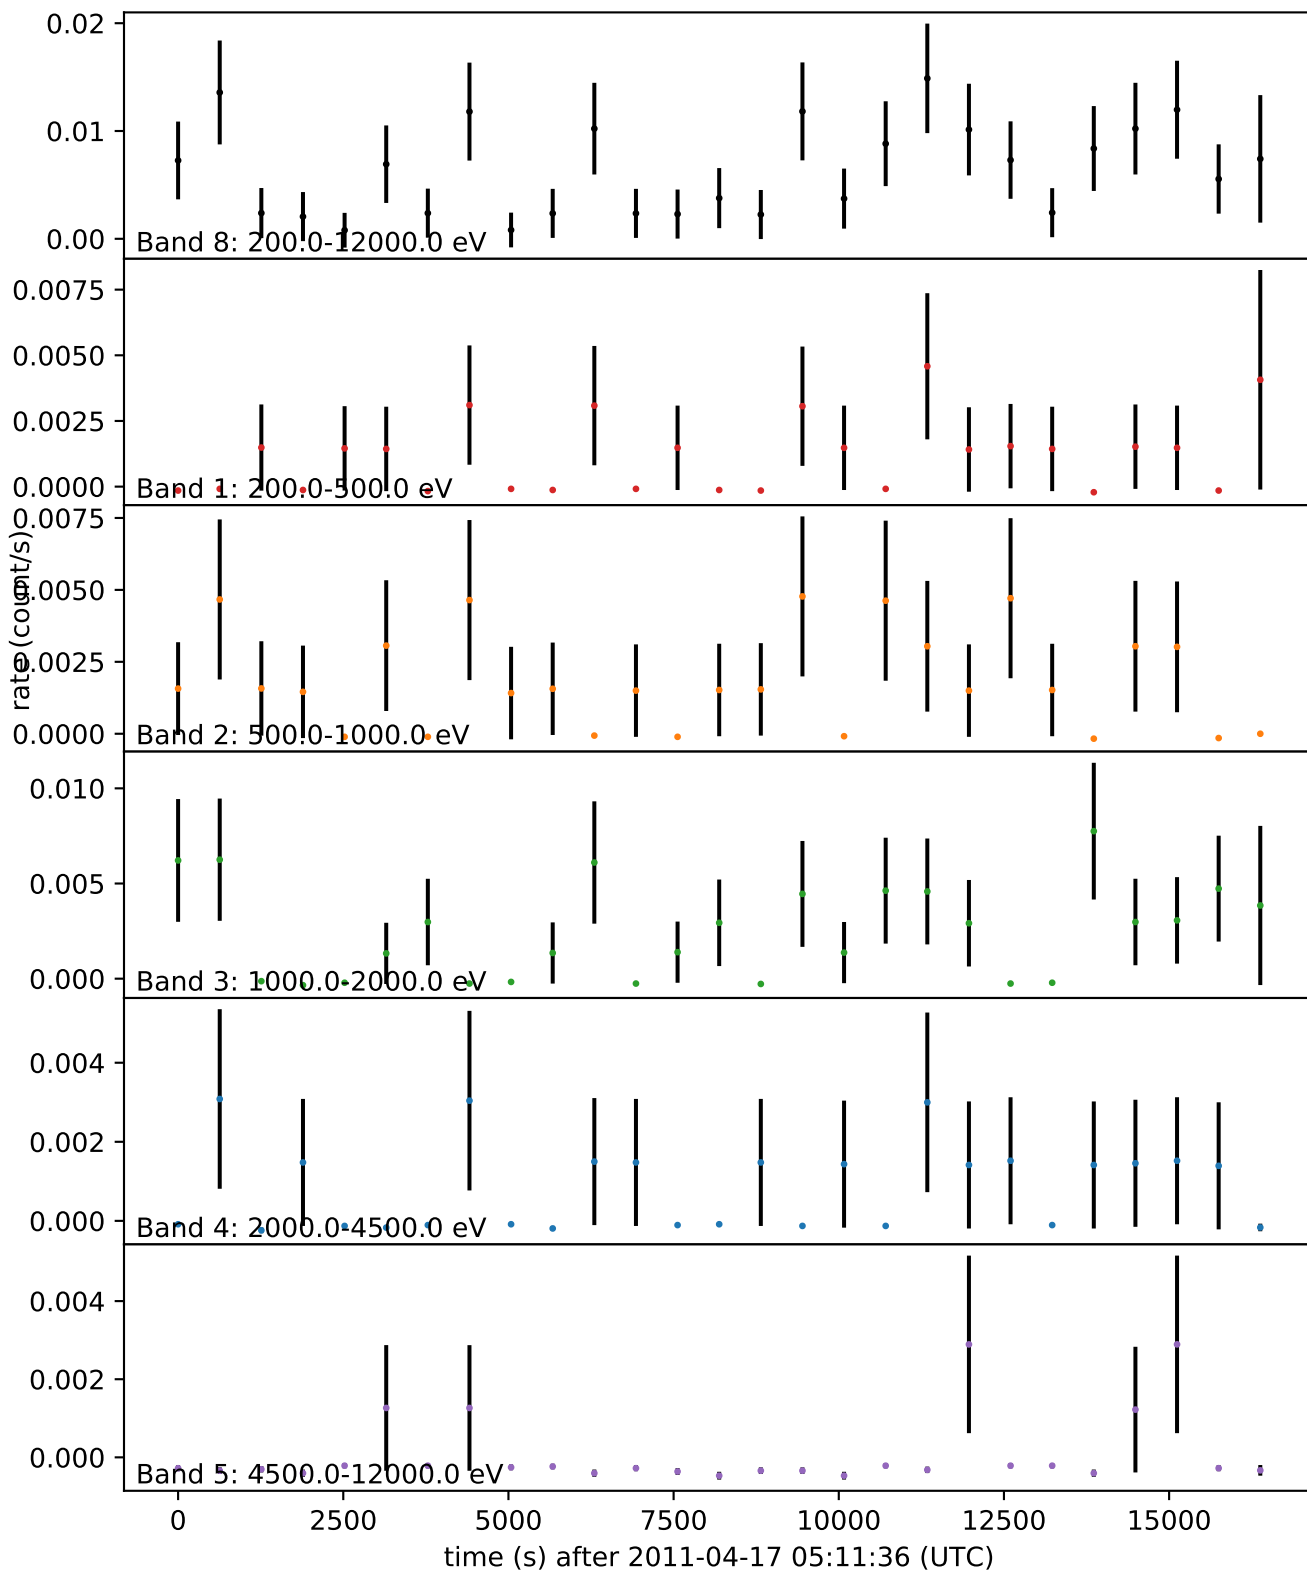 0.02
0.01
0.00
Band 8: 200.0-12000.0 eV
0.0075
0.0050
0.0025
0.0000
Band 1: 200.0-500.0 eV
0.0075
0.0050
0.0025
0.0000
Band 2: 500.0-1000.0 eV
rate (count/s)
0.010
0.005
0.000
Band 3: 1000.0-2000.0 eV
0.004
0.002
0.000
Band 4: 2000.0-4500.0 eV
0.004
0.002
0.000
Band 5: 4500.0-12000.0 eV
0 2500 5000 7500 10000 12500 15000
time (s) after 2011-04-17 05:11:36 (UTC)